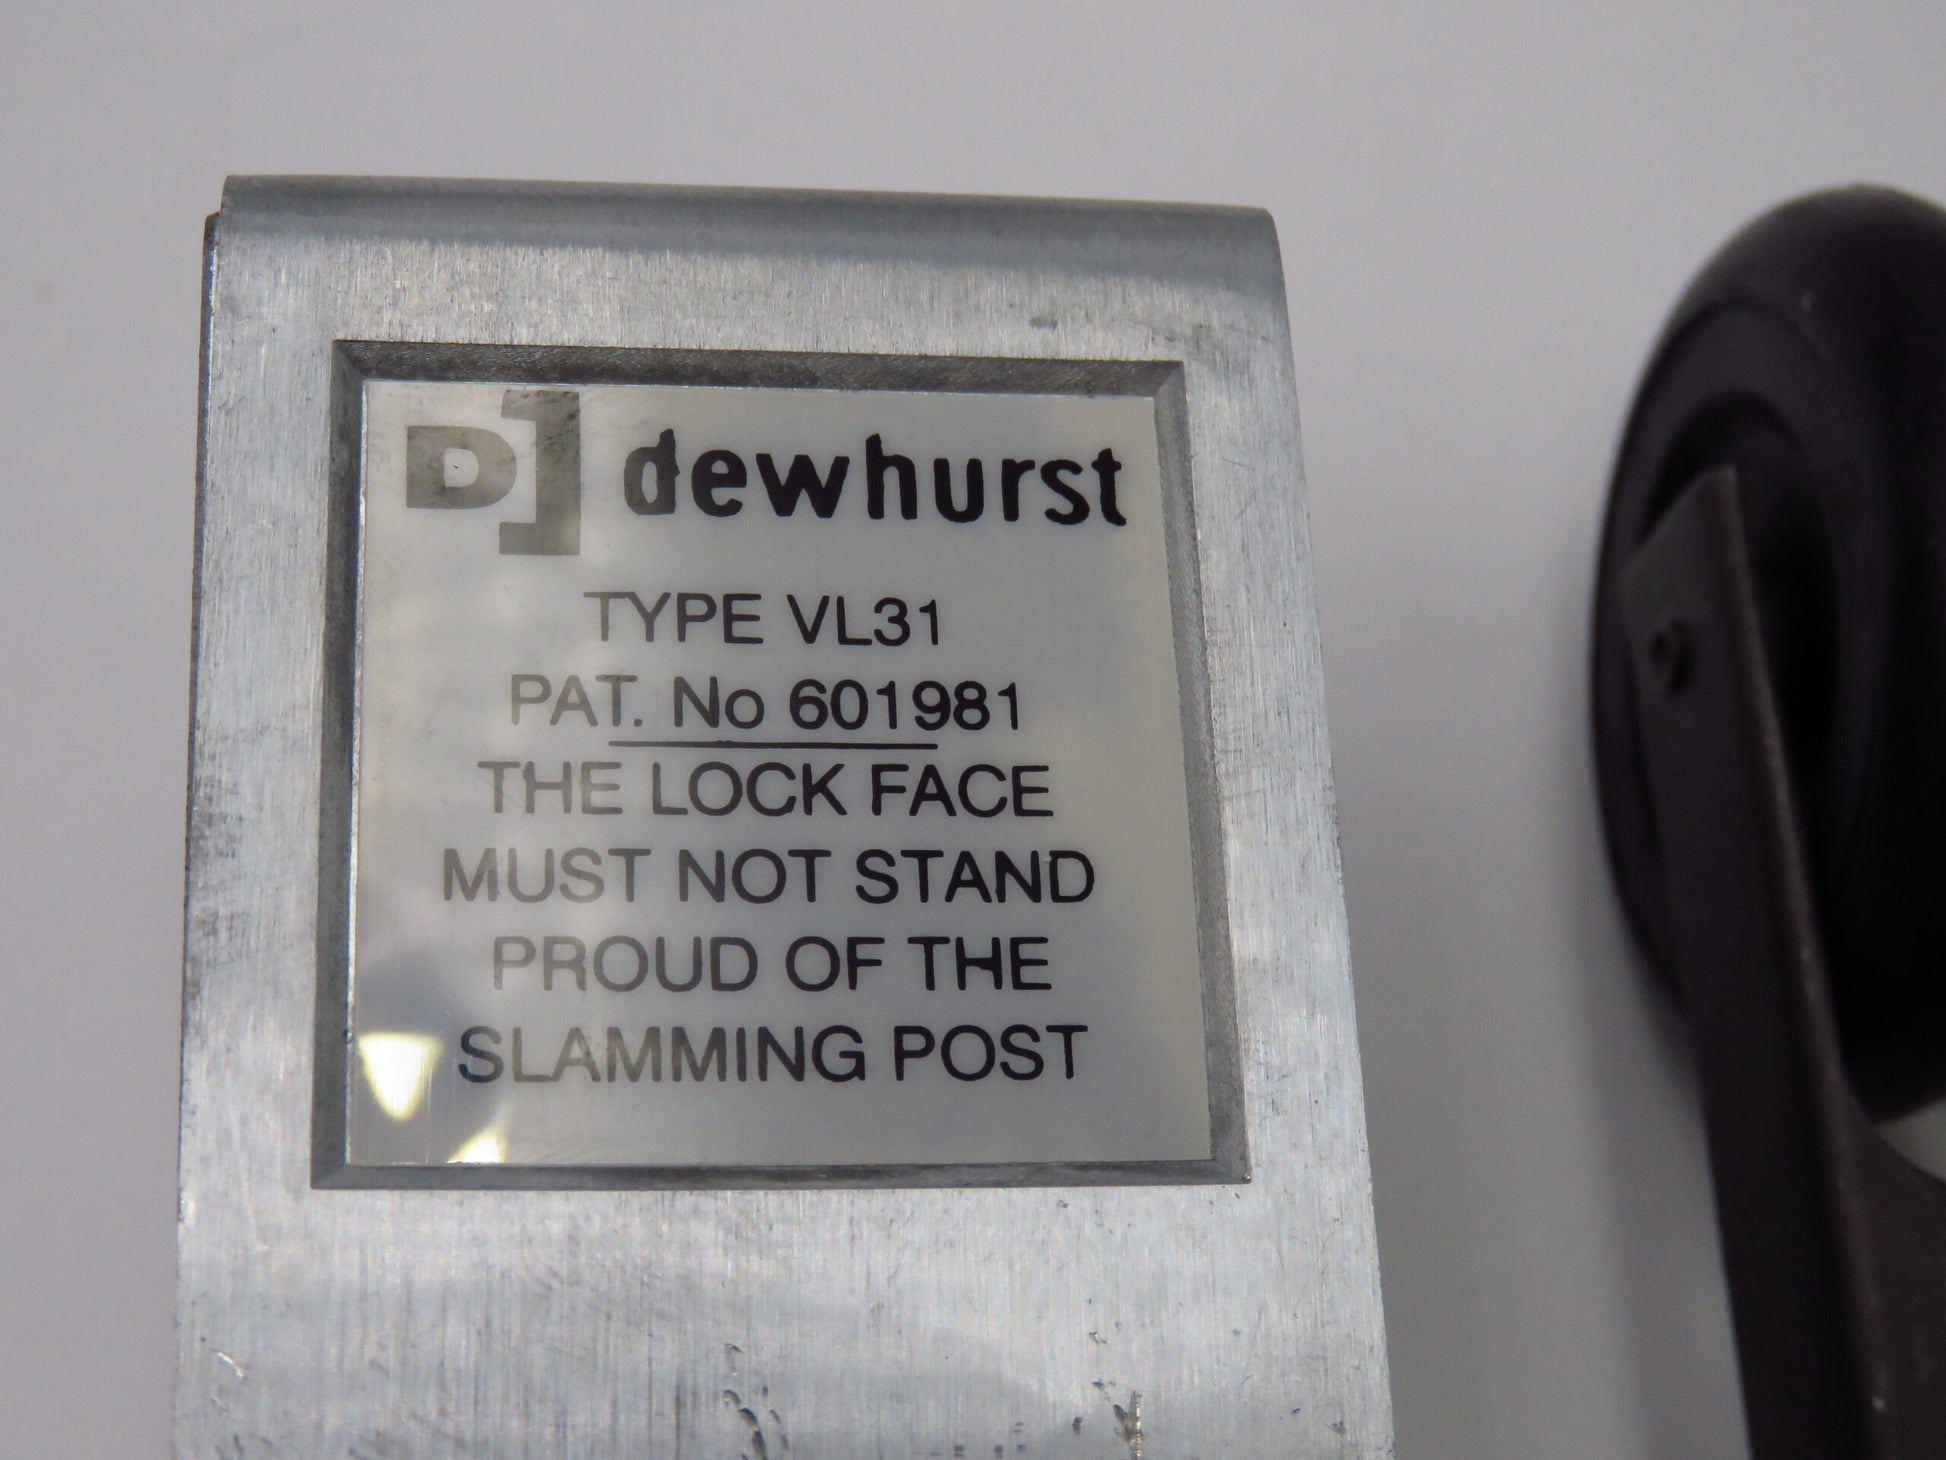 D] dewhurst
TYPE VL31
PAT. No 601981
THE LOCK FACE
MUST NOT STAND
PROUD OF THE
SLAMMING POST